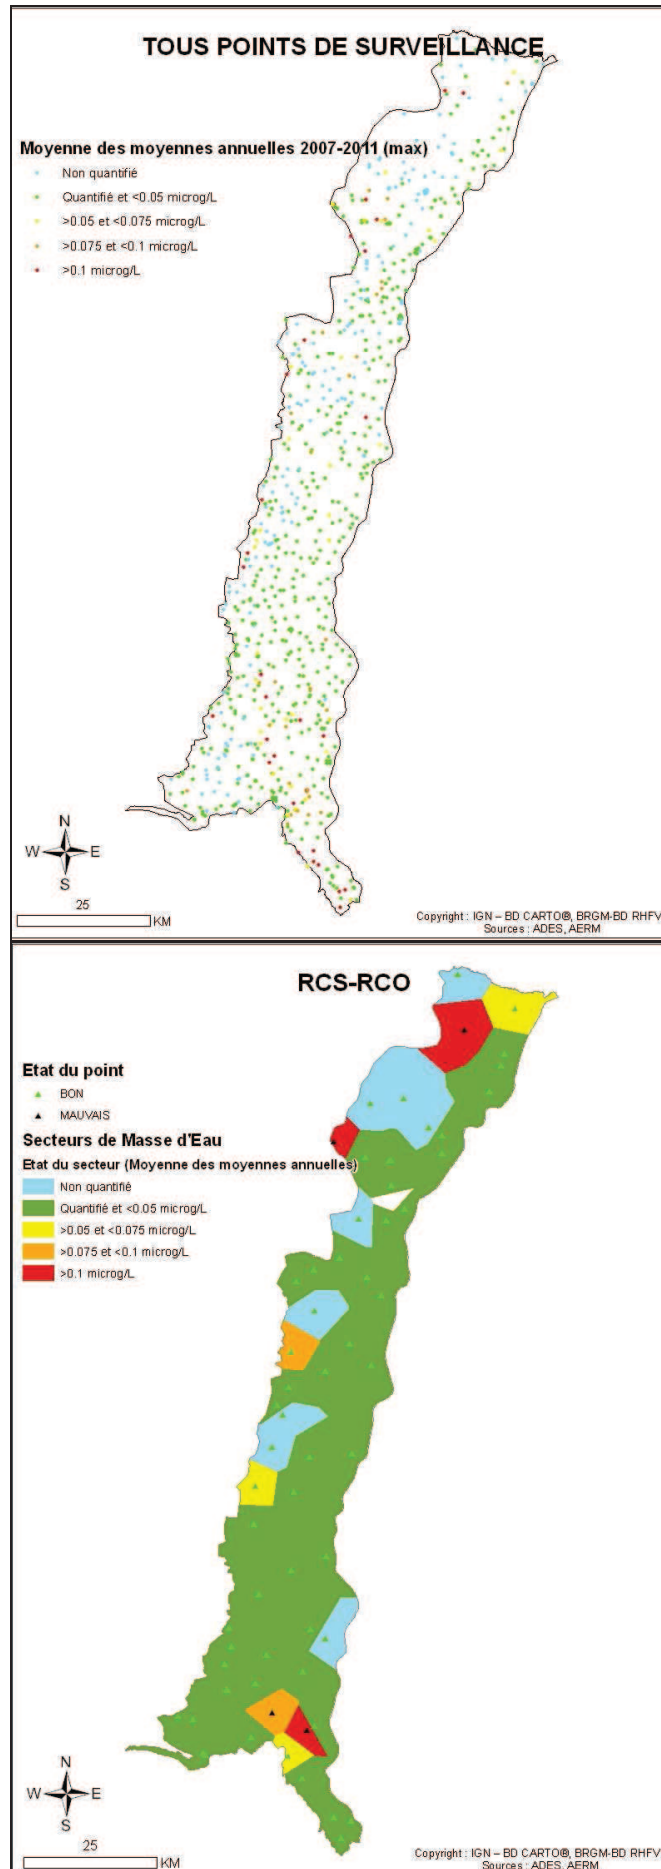 TOUS POINTS DE SURVEILLANCE
Moyenne des moyennes annuelles 2007-2011 (max)
Non quantifié
Quantifié et <0.05 microg/L
>0.05 et <0.075 microg/L
>0.075 et <0.1 microg/L
>0.1 microg/L
N
W E
S
25
KM
Copyright : IGN – BD CARTO®, BRGM-BD RHFV
Sources : ADES, AERM
RCS-RCO
Etat du point
BON
MAUVAIS
Secteurs de Masse d'Eau
Etat du secteur (Moyenne des moyennes annuelles)
Non quantifié
Quantifié et <0.05 microg/L
>0.05 et <0.075 microg/L
>0.075 et <0.1 microg/L
>0.1 microg/L
N
W E
S
25
KM
Copyright : IGN – BD CARTO®, BRGM-BD RHFV
Sources : ADES, AERM